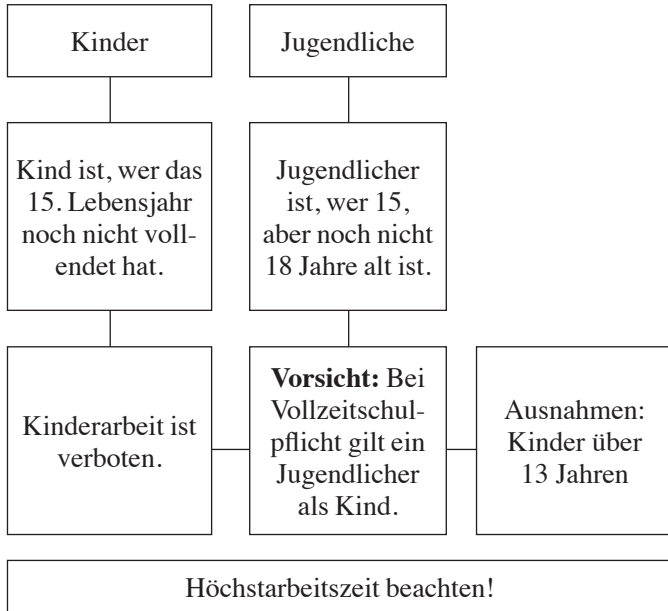 Kinder
Jugendliche
Kind ist, wer das
15. Lebensjahr
noch nicht voll-
endet hat.
Jugendlicher
ist, wer 15,
aber noch nicht
18 Jahre alt ist.
Kinderarbeit ist
verboten.
Vorsicht: Bei
Vollzeitschul-
pflicht gilt ein
Jugendlicher
als Kind.
Ausnahmen:
Kinder über
13 Jahren
Höchstarbeitszeit beachten!